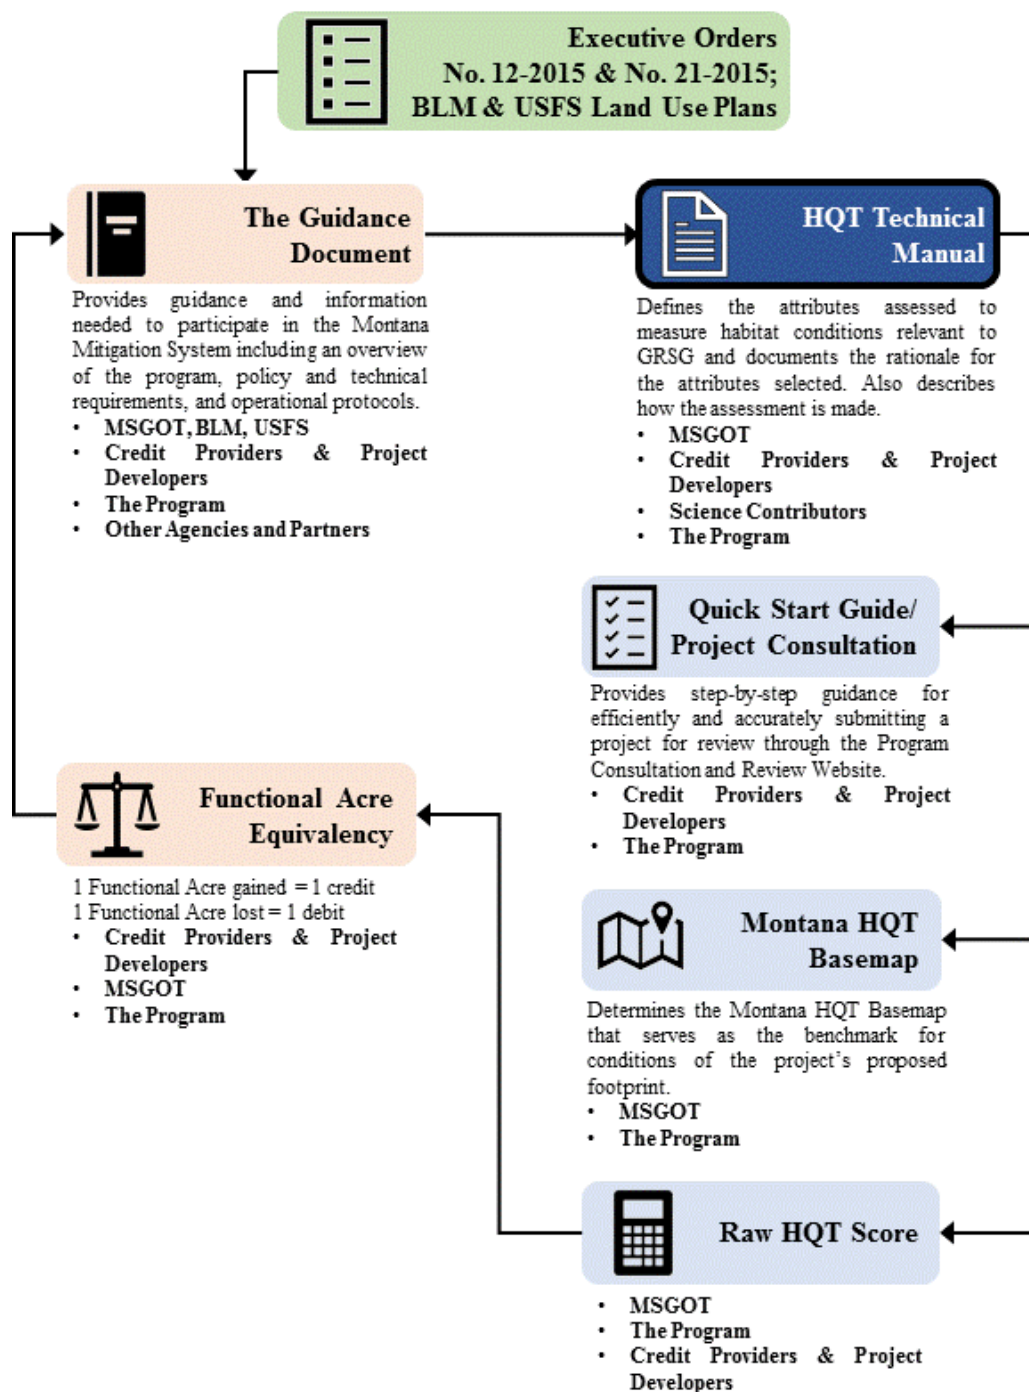 Executive Orders
No. 12-2015 & No. 21-2015;
BLM & USFS Land Use Plans
The Guidance
Document
Provides guidance and information
needed to participate in the Montana
Mitigation System including an overview
of the program, policy and technical
requirements, and operational protocols.
• MSGOT, BLM, USFS
• Credit Providers & Project
Developers
• The Program
• Other Agencies and Partners
HQT Technical
Manual
Defines the attributes assessed to
measure habitat conditions relevant to
GRSG and documents the rationale for
the attributes selected. Also describes
how the assessment is made.
• MSGOT
• Credit Providers & Project
Developers
• Science Contributors
• The Program
Quick Start Guide/
Project Consultation
Provides step-by-step guidance for
efficiently and accurately submitting a
project for review through the Program
Consultation and Review Website.
• Credit Providers & Project
Developers
• The Program
Functional Acre
Equivalency
1 Functional Acre gained = 1 credit
1 Functional Acre lost = 1 debit
• Credit Providers & Project
Developers
• MSGOT
• The Program
Montana HQT
Basemap
Determines the Montana HQT Basemap
that serves as the benchmark for
conditions of the project's proposed
footprint.
• MSGOT
• The Program
Raw HQT Score
• MSGOT
• The Program
• Credit Providers & Project
Developers